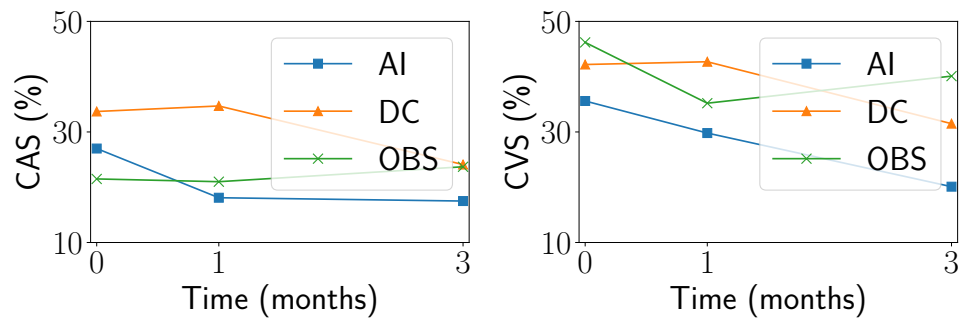 50
30
10
CAS (%)
AI
DC
OBS
0 1 3
Time (months)
50
30
10
CVS (%)
AI
DC
OBS
0 1 3
Time (months)